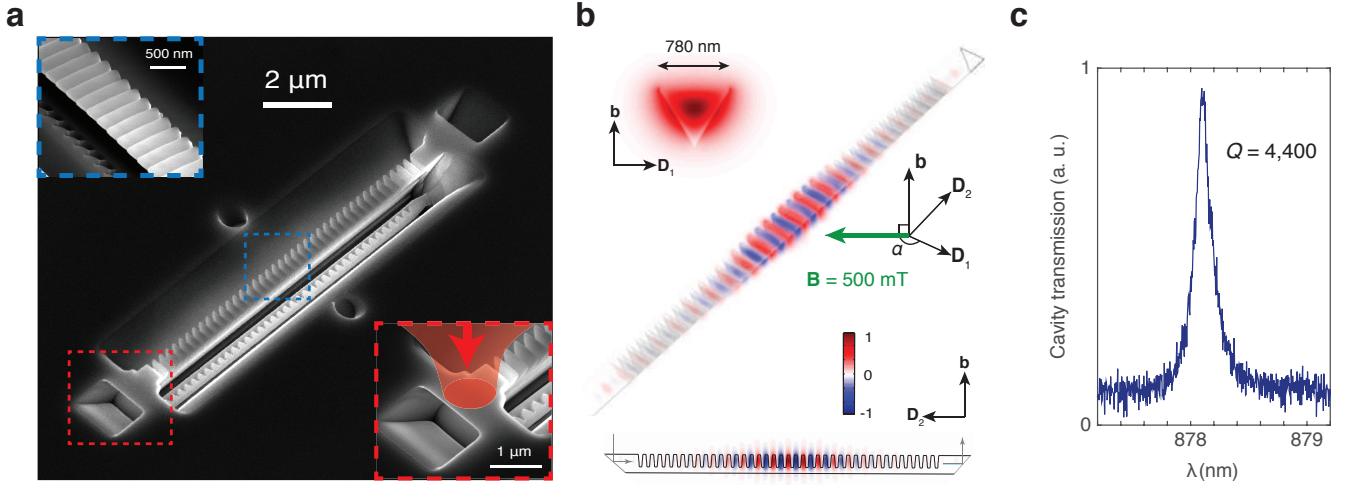 a
500 nm
2 μm
1 μm
b
780 nm
b
D1
b
D2
α
D1
B = 500 mT
1
0
-1
b
D2
c
1
Q = 4,400
Cavity transmission (a. u.)
0
878
879
λ(nm)